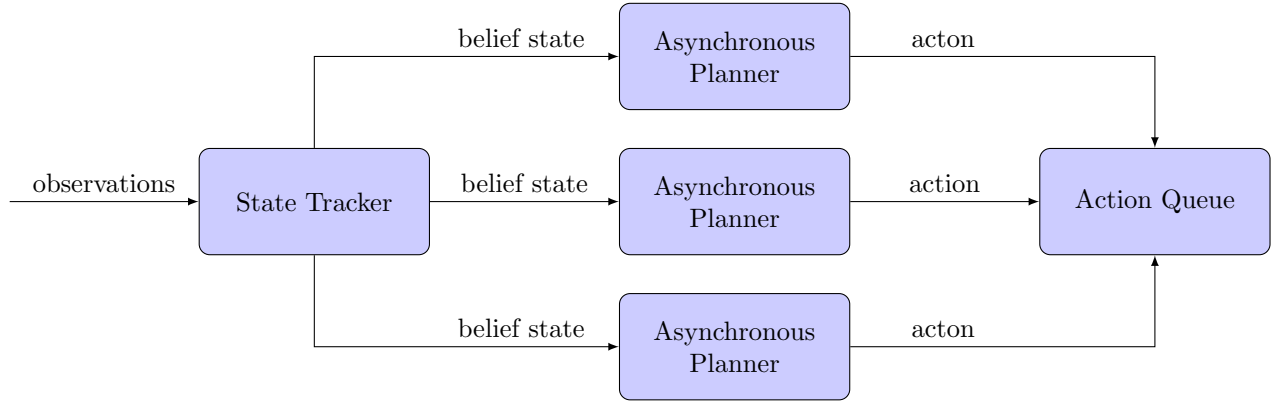 belief state
Asynchronous
Planner
acton
observations
State Tracker
belief state
Asynchronous
Planner
action
Action Queue
belief state
Asynchronous
Planner
acton